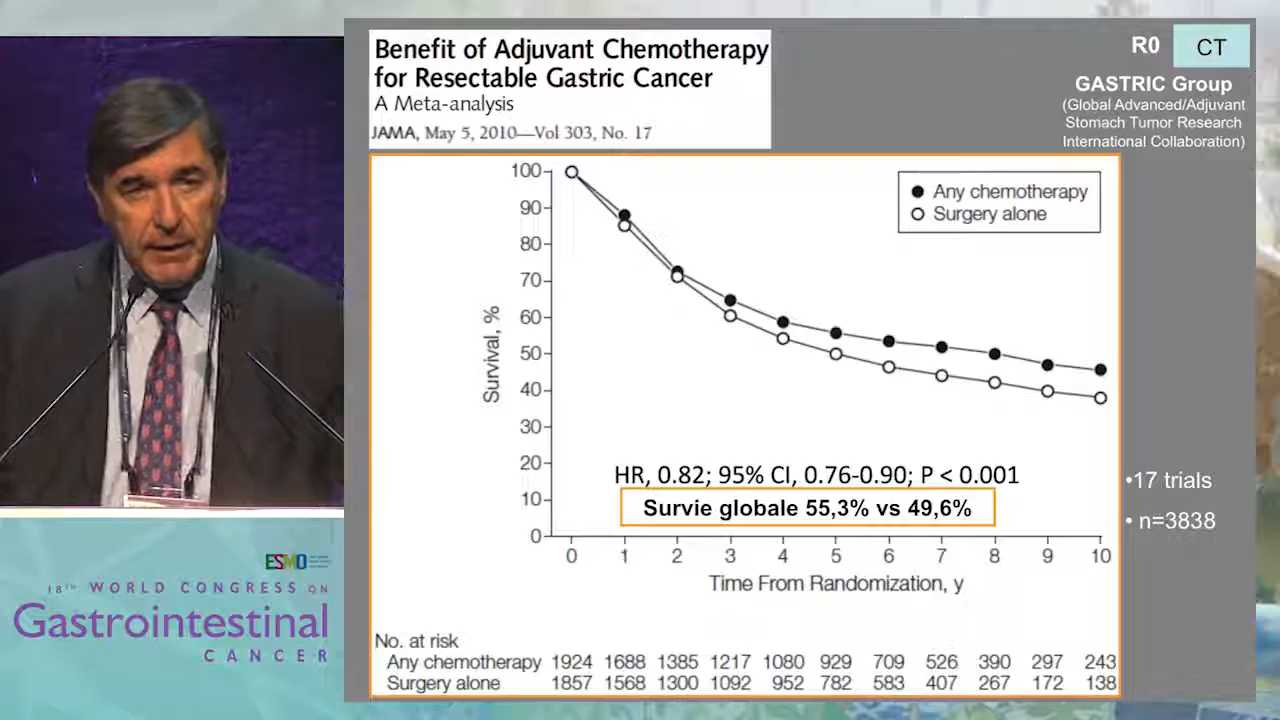 Benefit of Adjuvant Chemotherapy
for Resectable Gastric Cancer
A Meta-analysis
JAMA, May 5, 2010—Vol 303, No. 17
R0
CT
GASTRIC Group
(Global Advanced/Adjuvant
Stomach Tumor Research
International Collaboration)
100
90
80
70
60
50
40
30
20
10
0
Survival, %
Any chemotherapy
Surgery alone
HR, 0.82; 95% CI, 0.76-0.90; P < 0.001
Survie globale 55,3% vs 49,6%
0 1 2 3 4 5 6 7 8 9 10
Time From Randomization, y
No. at risk
Any chemotherapy 1924 1688 1385 1217 1080 929 709 526 390 297 243
Surgery alone 1857 1568 1300 1092 952 782 583 407 267 172 138
•17 trials
• n=3838
ESMO
18TH WORLD CONGRESS ON
Gastrointestinal
CANCER